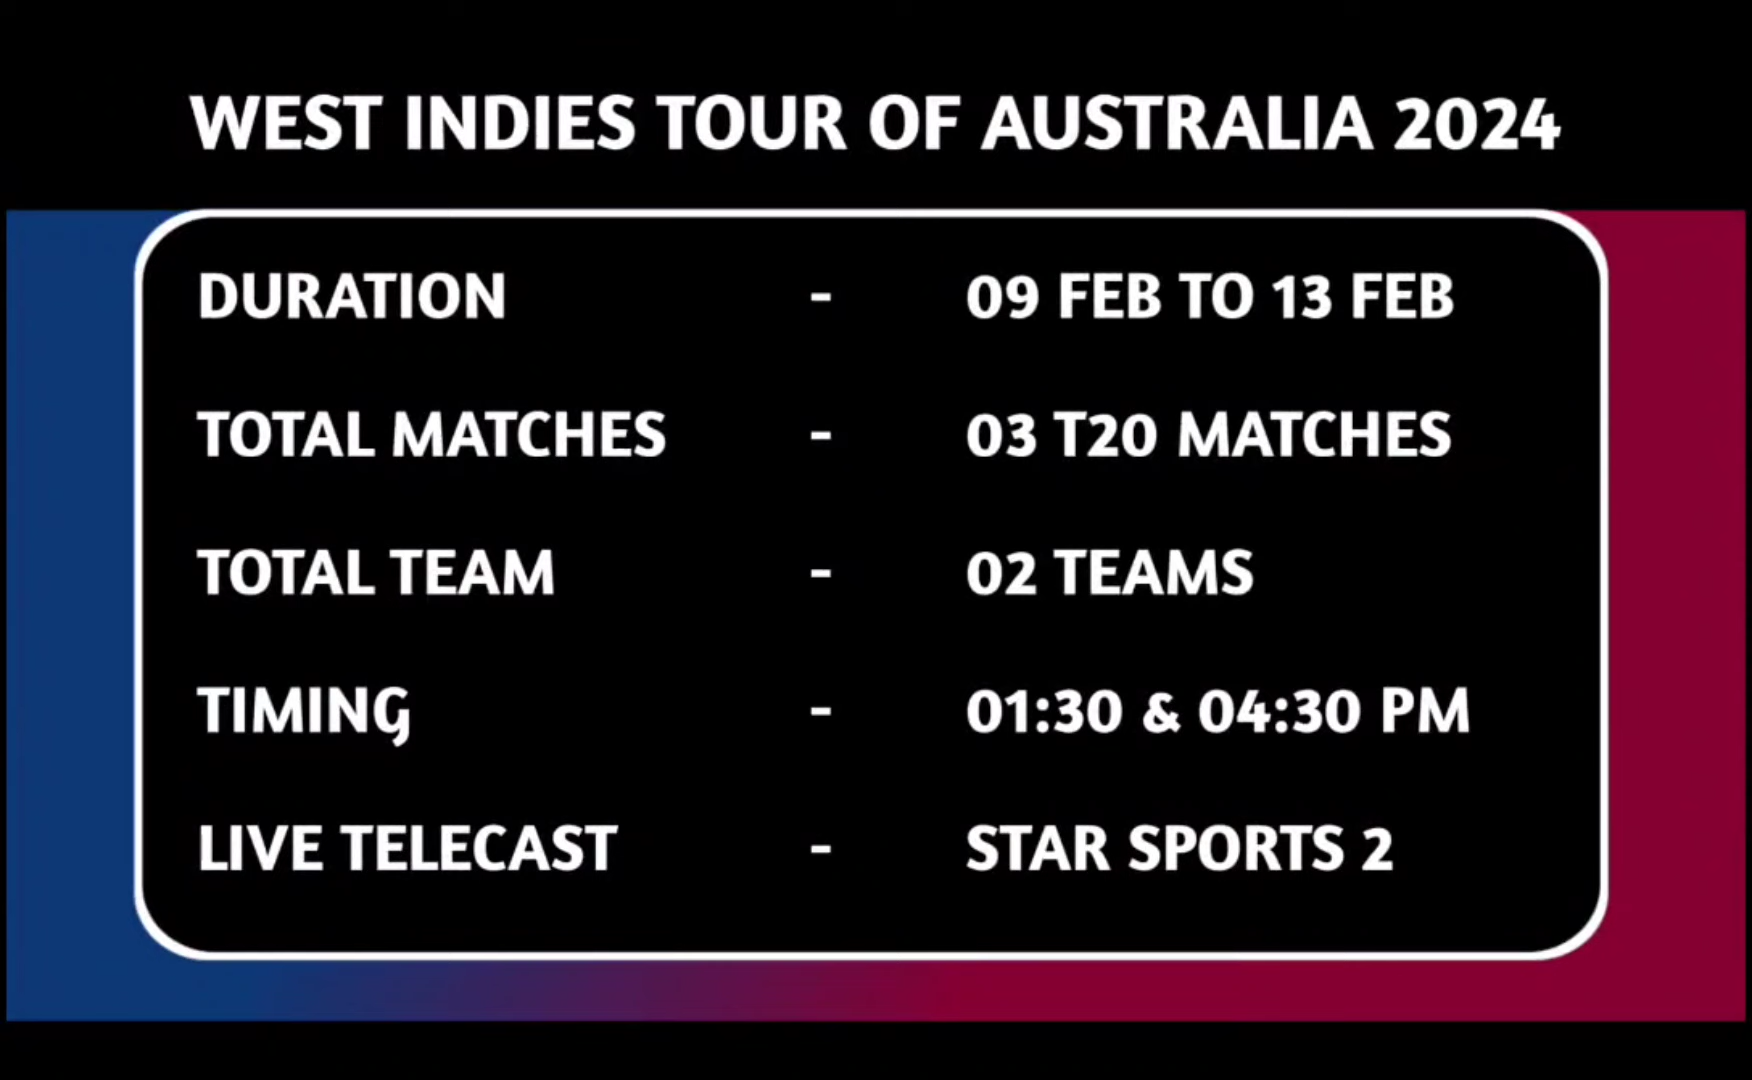 WEST INDIES TOUR OF AUSTRALIA 2024
DURATION - 09 FEB TO 13 FEB
TOTAL MATCHES - 03 T20 MATCHES
TOTAL TEAM - 02 TEAMS
TIMING - 01:30 & 04:30 PM
LIVE TELECAST - STAR SPORTS 2